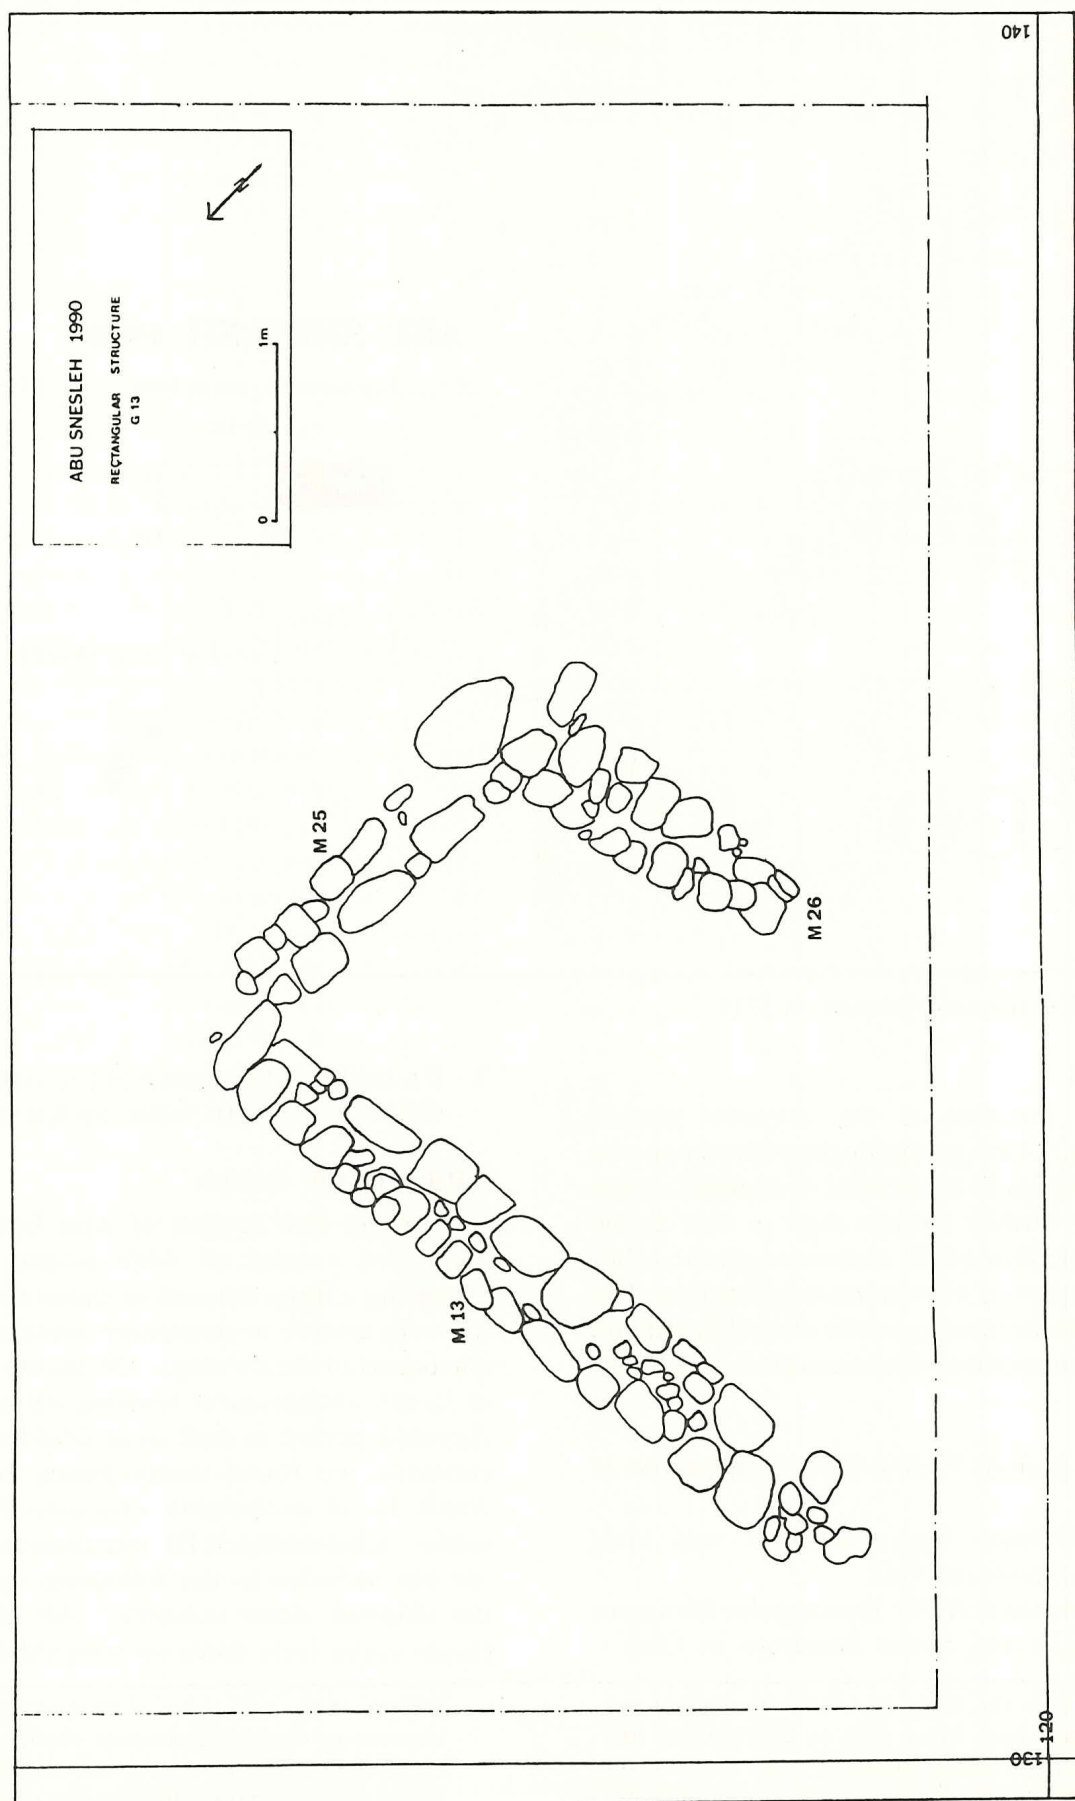 140
ABU SNESLEH 1990
RECTANGULAR STRUCTURE
G 13
N
0 1m
M 25
M 26
M 13
130
120